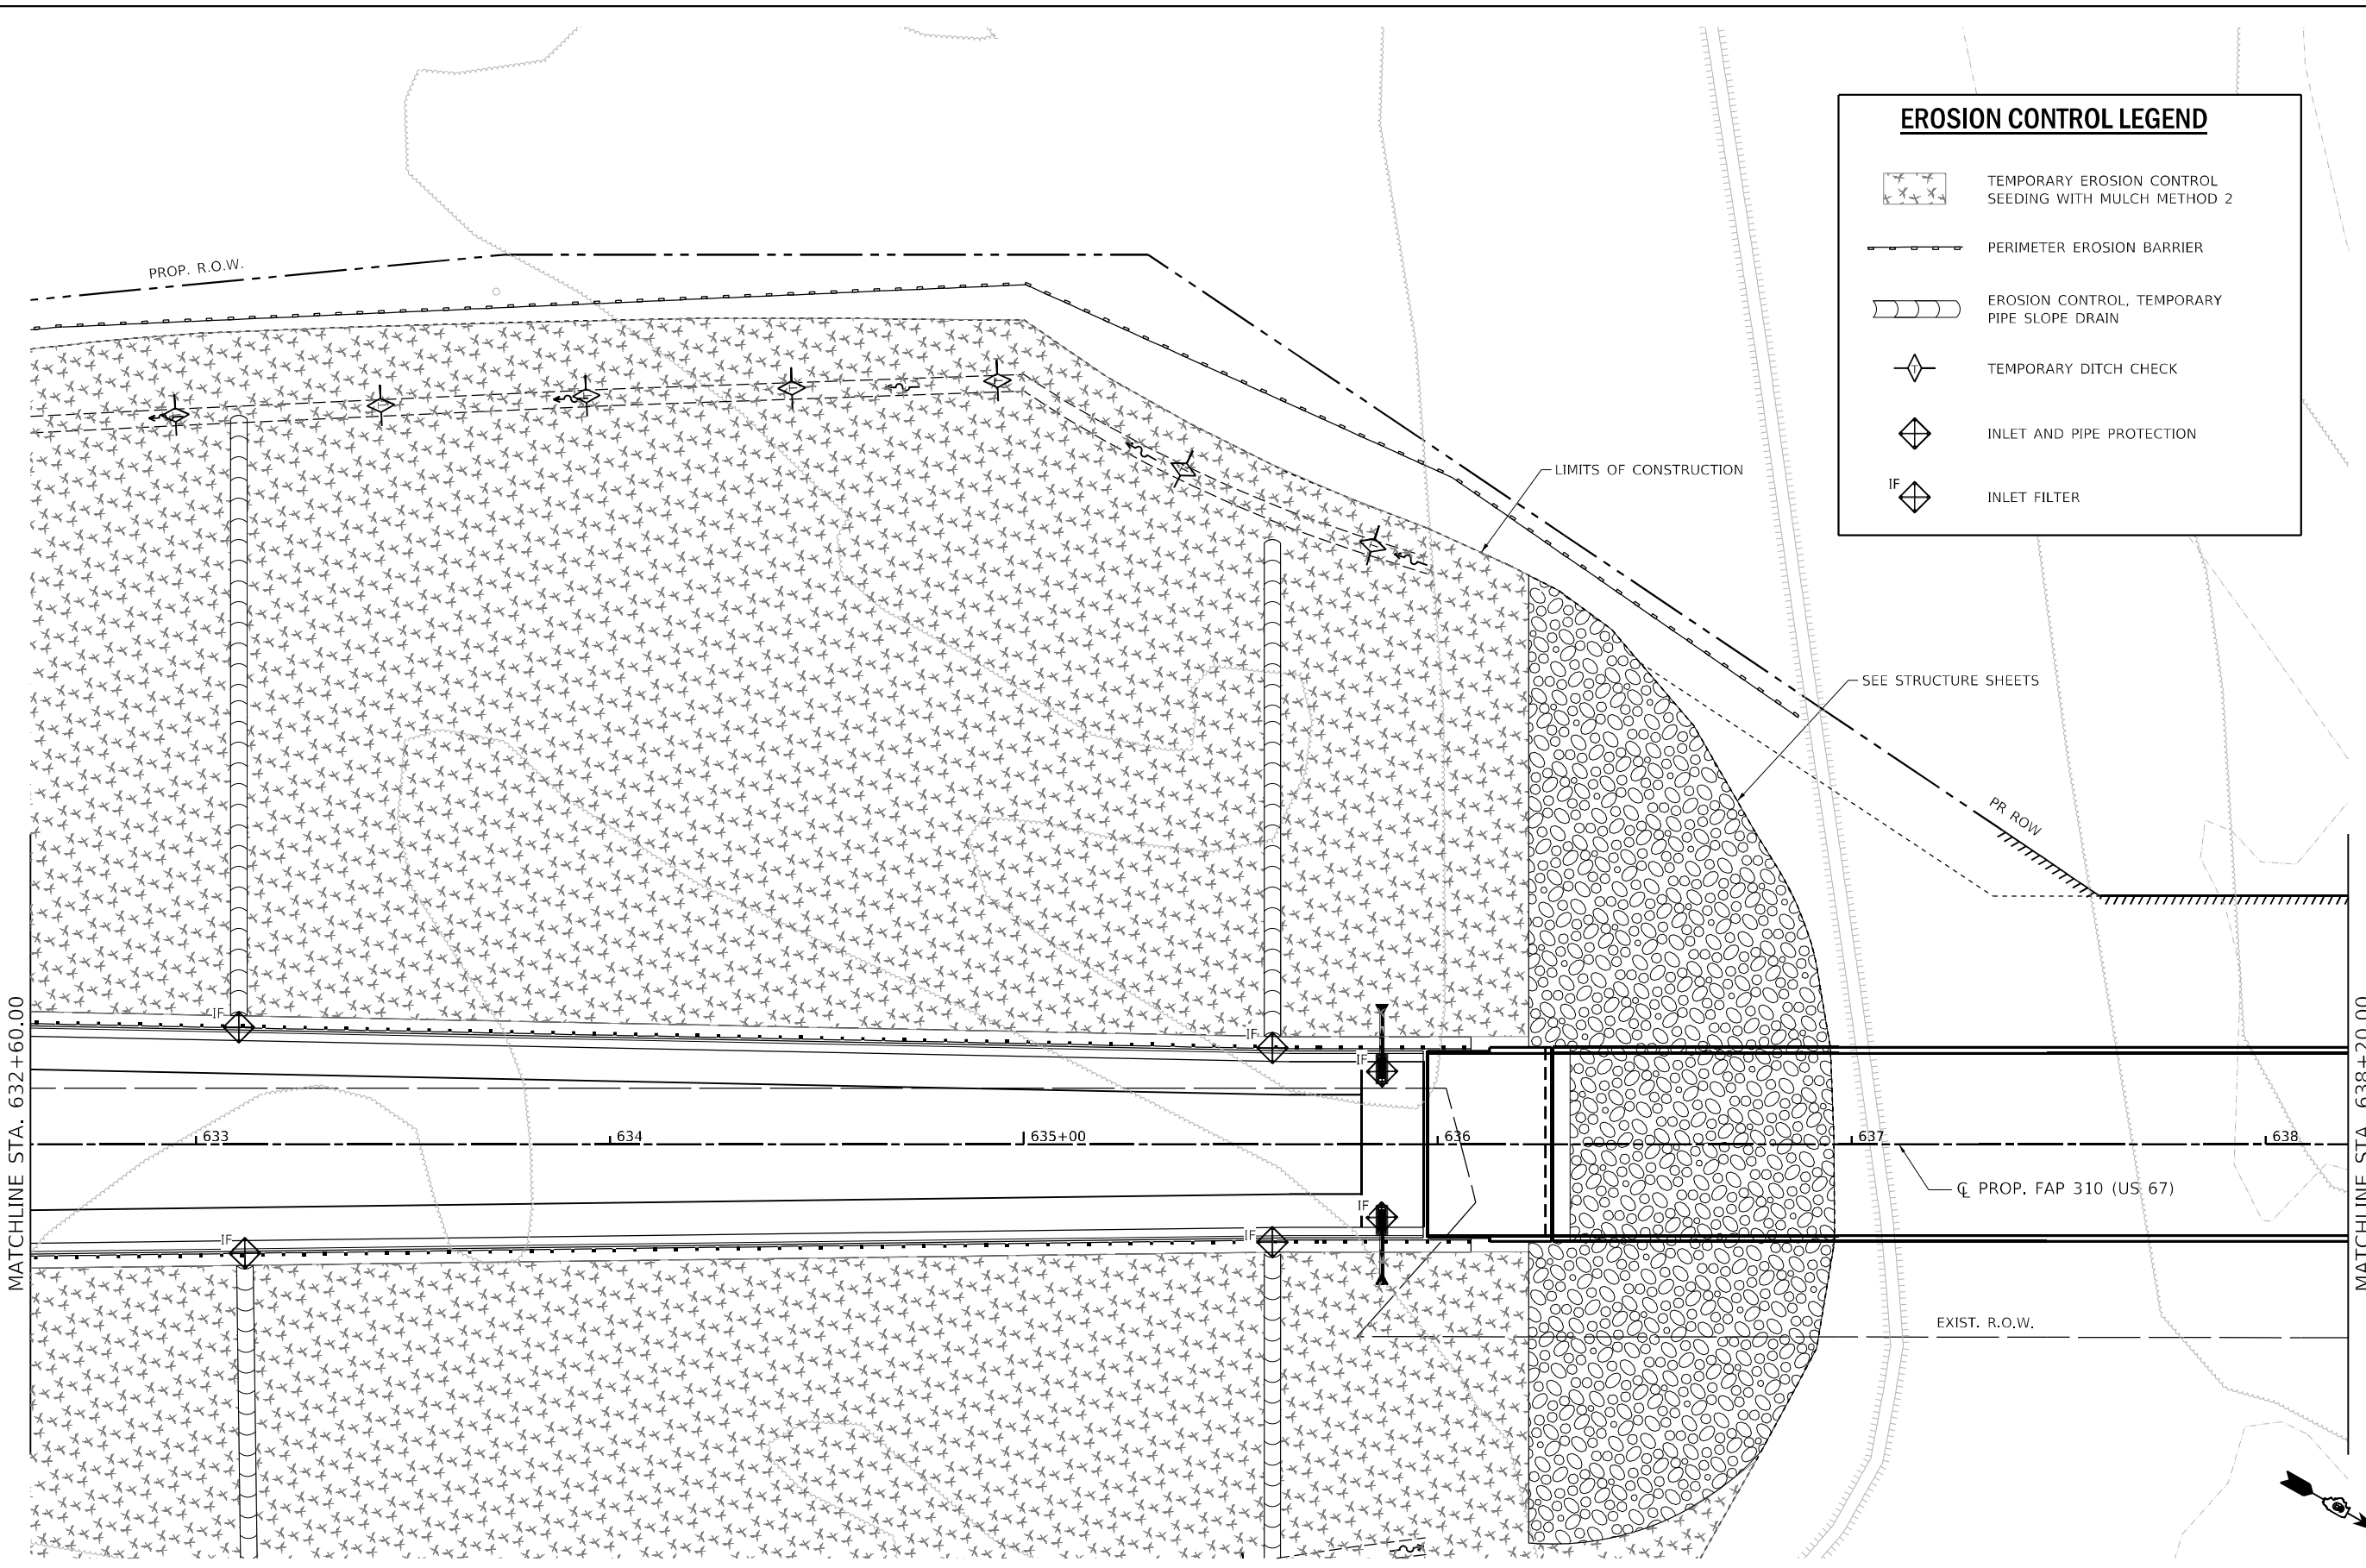 EROSION CONTROL LEGEND
TEMPORARY EROSION CONTROL
SEEDING WITH MULCH METHOD 2
PERIMETER EROSION BARRIER
EROSION CONTROL, TEMPORARY
PIPE SLOPE DRAIN
T
TEMPORARY DITCH CHECK
INLET AND PIPE PROTECTION
IF
INLET FILTER
PROP. R.O.W.
T
T
T
T
T
T
T
LIMITS OF CONSTRUCTION
SEE STRUCTURE SHEETS
PR ROW
MATCHLINE STA. 632+60.00
MATCHLINE STA. 638+20.00
IF
IF
IF
633
634
635+00
636
637
638
℄ PROP. FAP 310 (US 67)
IF
IF
IF
EXIST. R.O.W.